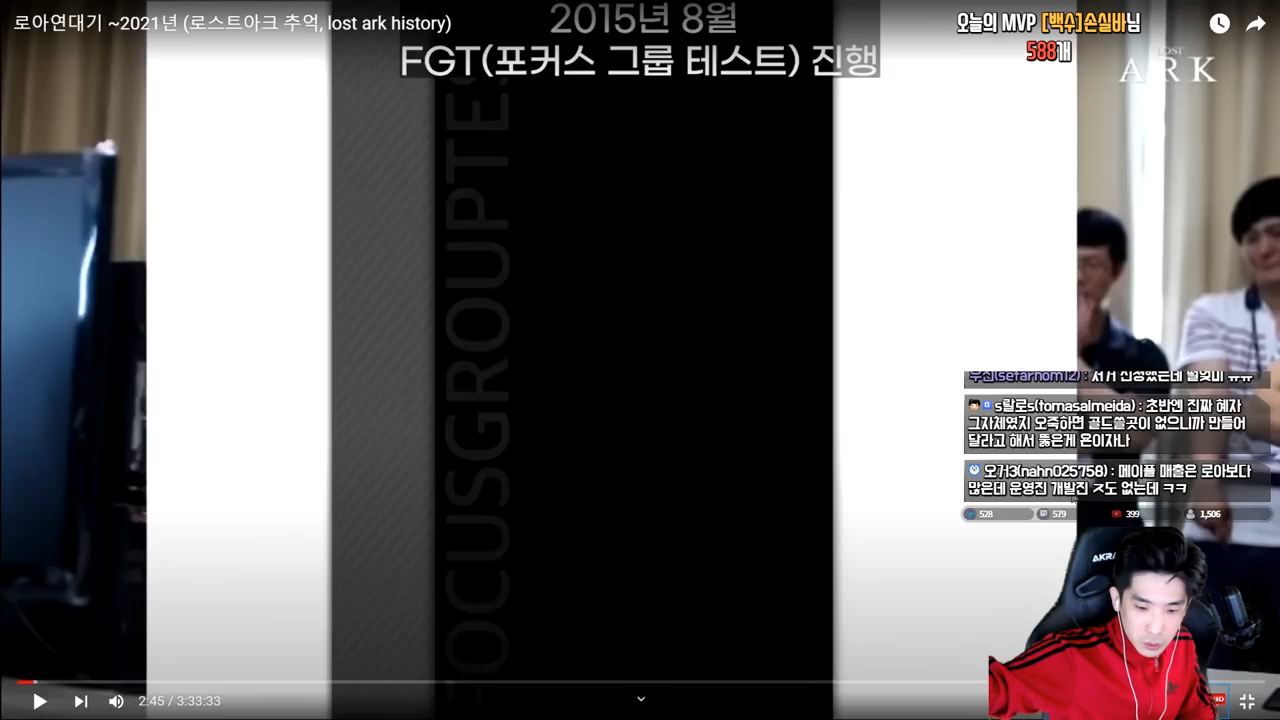 로아연대기 ~2021년 (로스트아크 추억, lost ark history)
2015년 8월
FGT(포커스 그룹 테스트) 진행
오늘의 MVP [백수]손실바님
588개
LOST
ARK
FOCUSGROUPTES
s랄로s(tomasalmeida) : 초반엔 진짜 혜자
그자체였지 오죽하면 골드쓸곳이 없으니까 만들어
달라고 해서 뚫은게 온이자나
오거3(nahn025758) : 메이플 매출은 로아보다
많은데 운영진 개발진 ㅈ도 없는데 ㅋㅋ
528 579 399 1,506
AKRA
2:45 / 3:33:33
HD